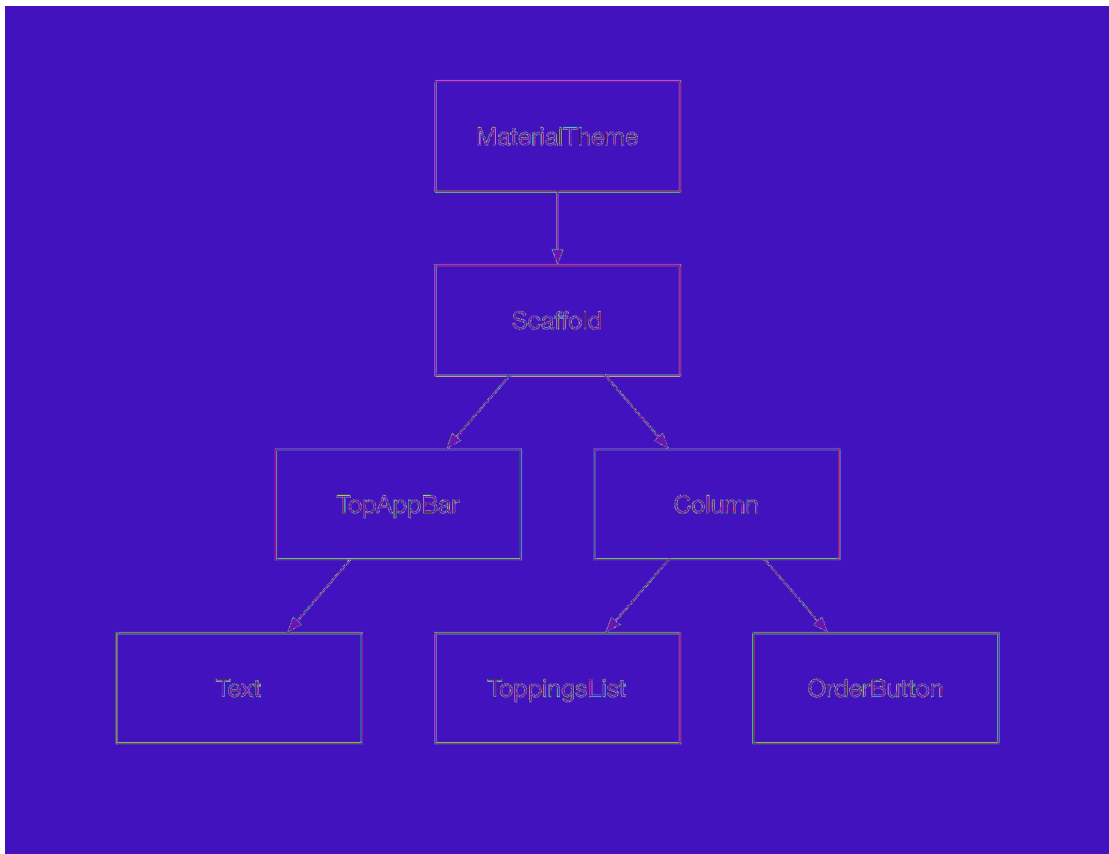 MaterialTheme
Scaffold
TopAppBar
Column
Text
ToppingsList
OrderButton